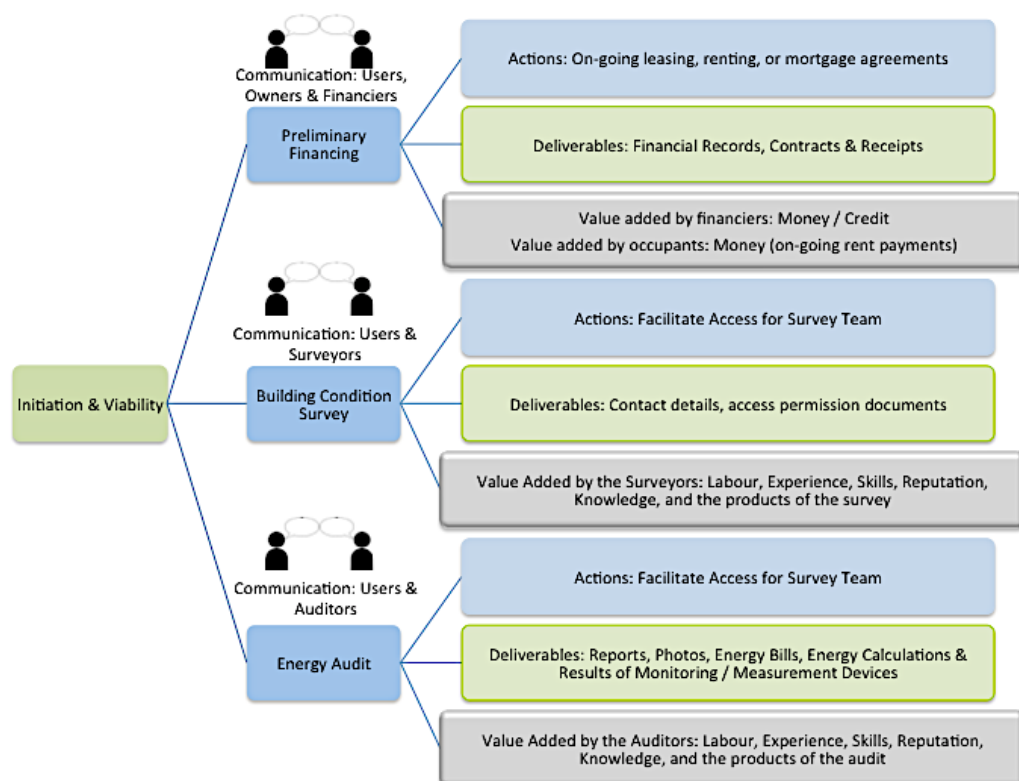 Communication: Users,
Owners & Financiers
Preliminary
Financing
Actions: On-going leasing, renting, or mortgage agreements
Deliverables: Financial Records, Contracts & Receipts
Value added by financiers: Money / Credit
Value added by occupants: Money (on-going rent payments)
Initiation & Viability
Communication: Users &
Surveyors
Building Condition
Survey
Actions: Facilitate Access for Survey Team
Deliverables: Contact details, access permission documents
Value Added by the Surveyors: Labour, Experience, Skills, Reputation,
Knowledge, and the products of the survey
Communication: Users &
Auditors
Energy Audit
Actions: Facilitate Access for Survey Team
Deliverables: Reports, Photos, Energy Bills, Energy Calculations &
Results of Monitoring / Measurement Devices
Value Added by the Auditors: Labour, Experience, Skills, Reputation,
Knowledge, and the products of the audit